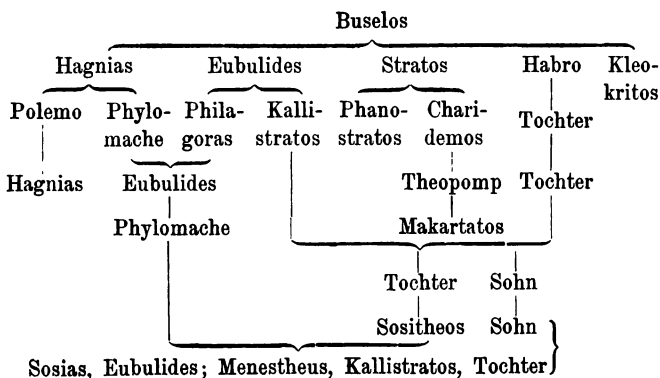 Buselos
Hagnias Eubulides Stratos Habro Kleo-
kritos
Polemo Phylo- Phila- Kalli- Phano- Chari- Tochter
mache goras stratos stratos demos
Hagnias Eubulides Theopomp Tochter
Phylomache Makartatos
Tochter Sohn
Sositheos Sohn
Sosias, Eubulides; Menestheus, Kallistratos, Tochter